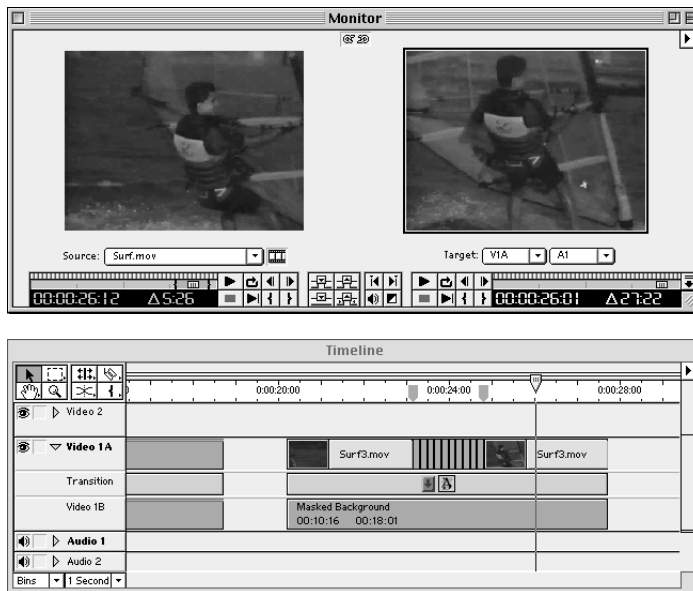 Monitor
Source: Surf.mov
Target: V1A A1
00:00:26:12 Δ5:26
00:00:26:01 Δ27:22
Timeline
0:00:20:00 0:00:24:00 0:00:28:00
Video 2
Video 1A
Surf3.mov Surf3.mov
Transition
A
Video 1B
Masked Background
00:10:16 00:18:01
Audio 1
Audio 2
Bins 1 Second